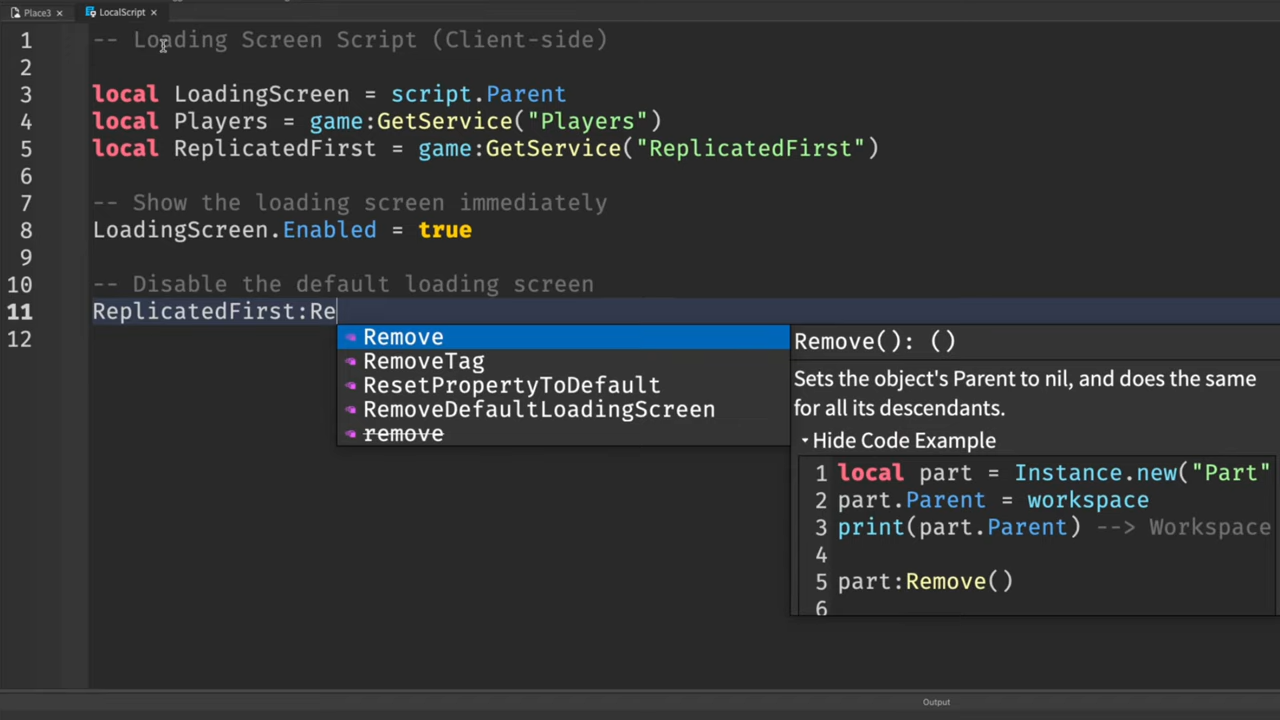 Place3 × LocalScript ×
1 -- Loading Screen Script (Client-side)
2
3 local LoadingScreen = script.Parent
4 local Players = game:GetService("Players")
5 local ReplicatedFirst = game:GetService("ReplicatedFirst")
6
7 -- Show the loading screen immediately
8 LoadingScreen.Enabled = true
9
10 -- Disable the default loading screen
11 ReplicatedFirst:Re
12
Remove
RemoveTag
ResetPropertyToDefault
RemoveDefaultLoadingScreen
remove
Remove(): ()
Sets the object's Parent to nil, and does the same
for all its descendants.
Hide Code Example
1 local part = Instance.new("Part"
2 part.Parent = workspace
3 print(part.Parent) --> Workspace
4
5 part:Remove()
6
Output